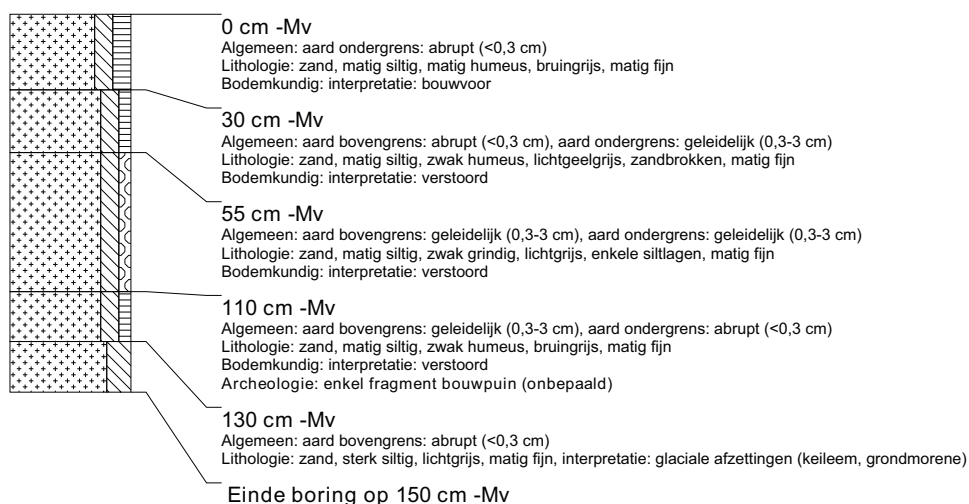 0 cm -Mv
Algemeen: aard ondergrens: abrupt (<0,3 cm)
Lithologie: zand, matig siltig, matig humeus, bruingrijs, matig fijn
Bodemkundig: interpretatie: bouwvoor
30 cm -Mv
Algemeen: aard bovengrens: abrupt (<0,3 cm), aard ondergrens: geleidelijk (0,3-3 cm)
Lithologie: zand, matig siltig, zwak humeus, lichtgeelgrijs, zandbrokken, matig fijn
Bodemkundig: interpretatie: verstoord
55 cm -Mv
Algemeen: aard bovengrens: geleidelijk (0,3-3 cm), aard ondergrens: geleidelijk (0,3-3 cm)
Lithologie: zand, matig siltig, zwak grindig, lichtgrijs, enkele siltlagen, matig fijn
Bodemkundig: interpretatie: verstoord
110 cm -Mv
Algemeen: aard bovengrens: geleidelijk (0,3-3 cm), aard ondergrens: abrupt (<0,3 cm)
Lithologie: zand, matig siltig, zwak humeus, bruingrijs, matig fijn
Bodemkundig: interpretatie: verstoord
Archeologie: enkel fragment bouwpuin (onbepaald)
130 cm -Mv
Algemeen: aard bovengrens: abrupt (<0,3 cm)
Lithologie: zand, sterk siltig, lichtgrijs, matig fijn, interpretatie: glaciale afzettingen (keileem, grondmorene)
Einde boring op 150 cm -Mv